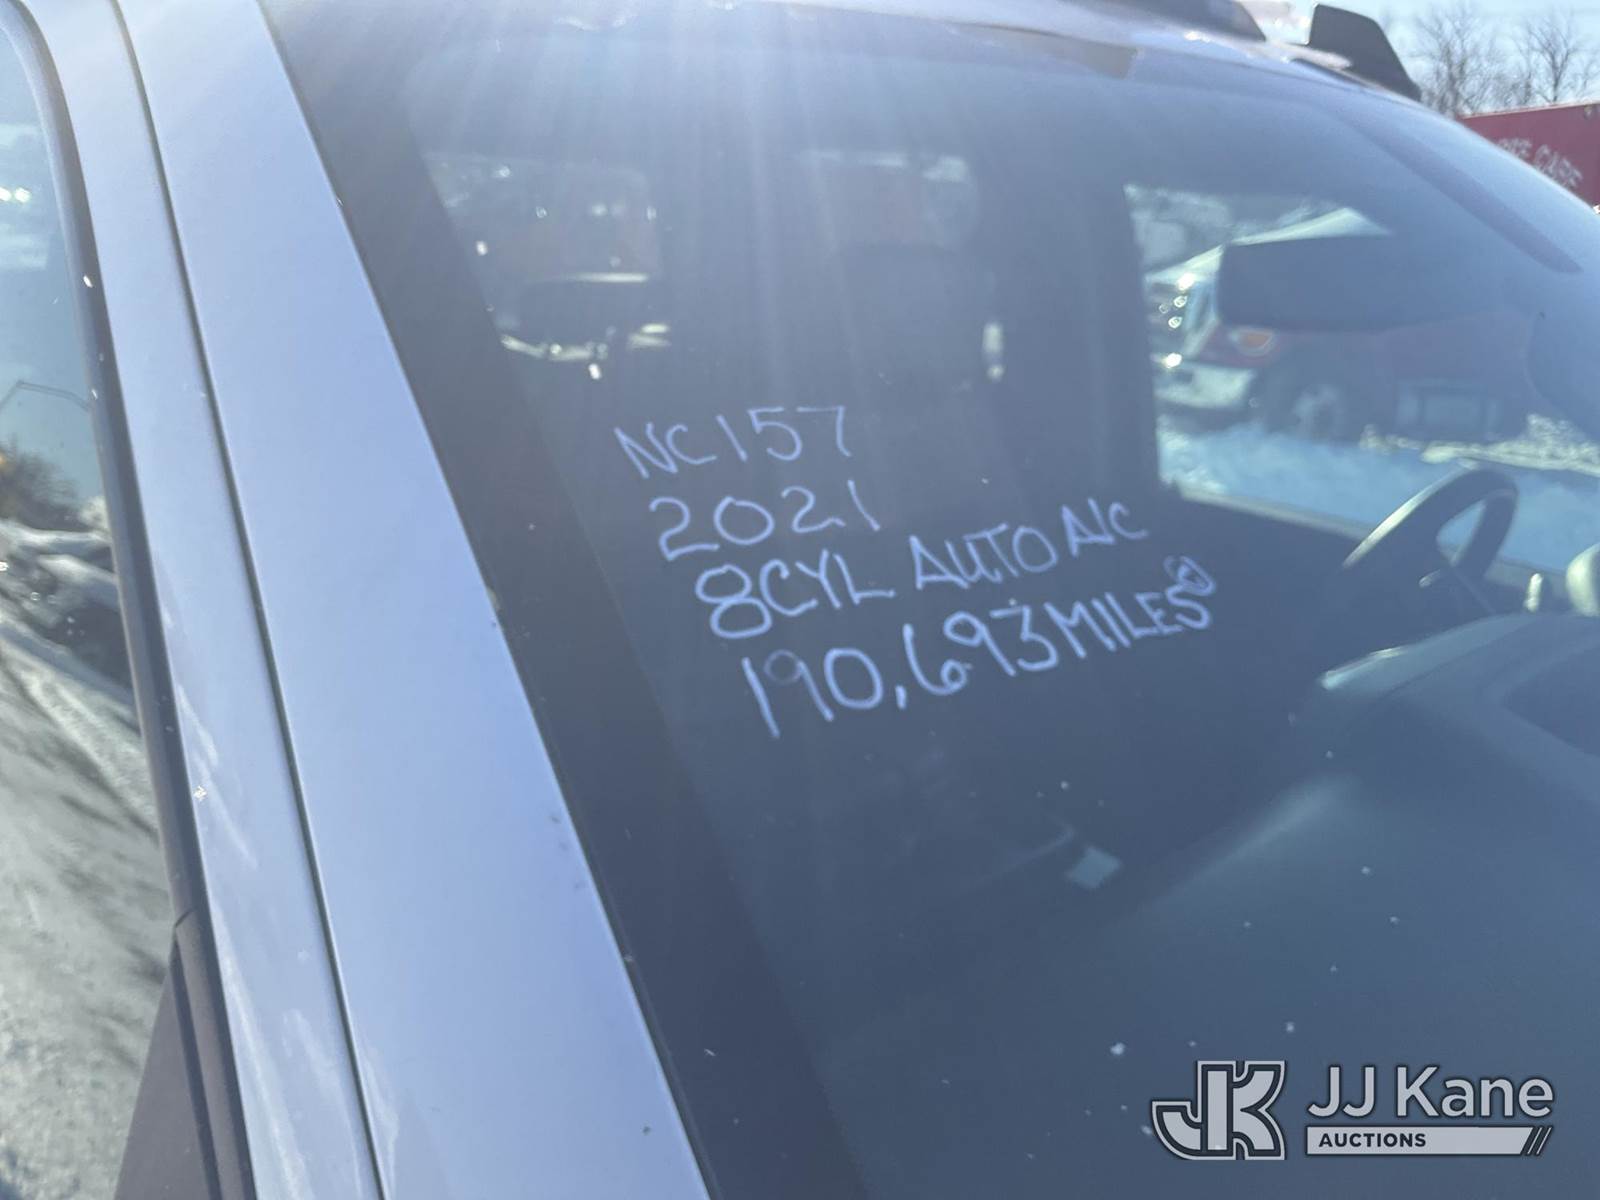 NC157
2021
8CYL AUTO A/C
190,693 MILES
JJ Kane
AUCTIONS